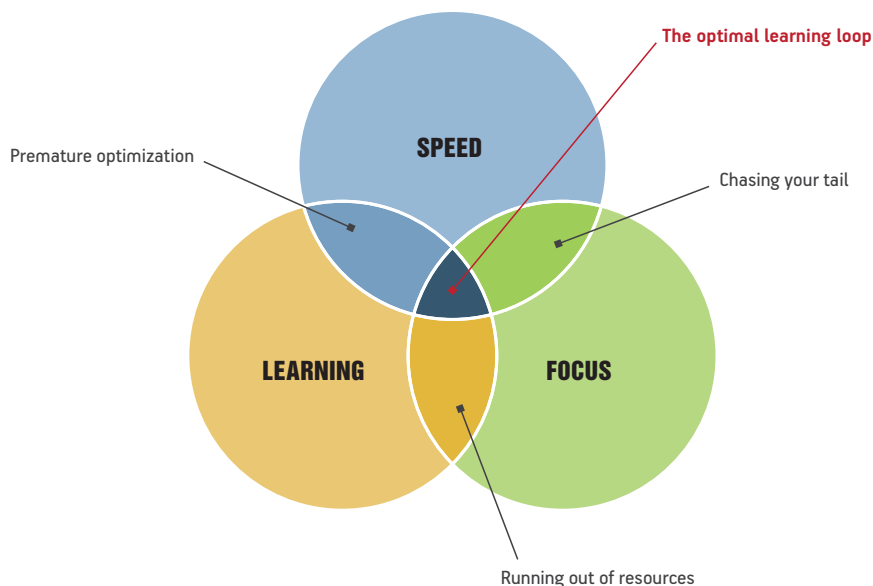 The optimal learning loop
SPEED
Premature optimization
Chasing your tail
LEARNING
FOCUS
Running out of resources